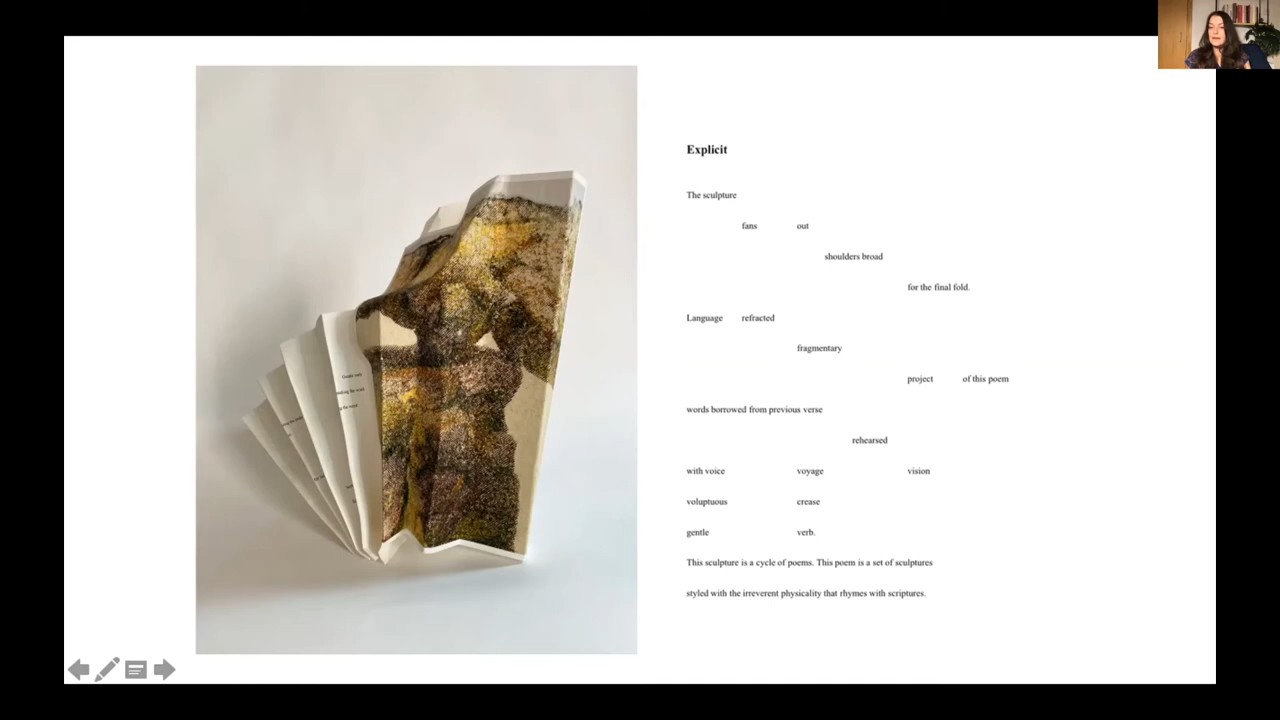 Explicit
The sculpture
fans out
shoulders broad
for the final fold.
Language refracted
fragmentary
project of this poem
words borrowed from previous verse
rehearsed
with voice voyage vision
voluptuous crease
gentle verb.
This sculpture is a cycle of poems. This poem is a set of sculptures
styled with the irreverent physicality that rhymes with scriptures.